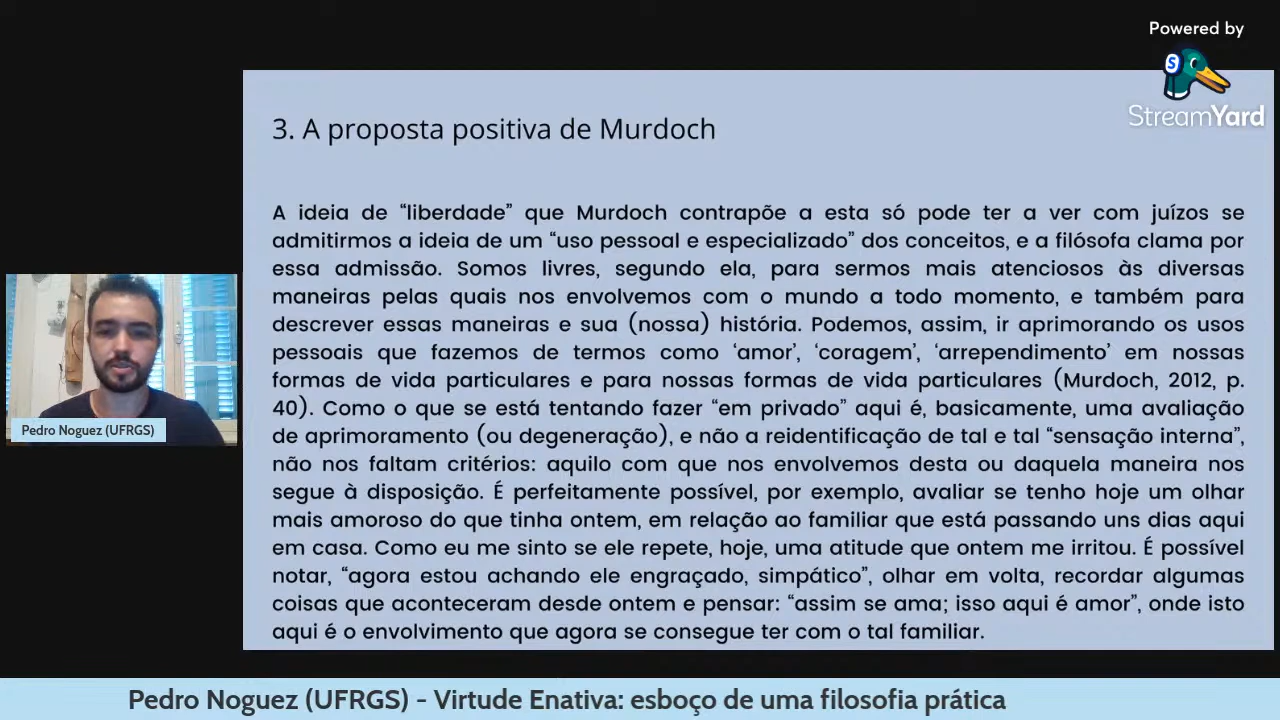 Powered by
S
StreamYard
3. A proposta positiva de Murdoch
A ideia de “liberdade” que Murdoch contrapõe a esta só pode ter a ver com juízos se
admitirmos a ideia de um “uso pessoal e especializado” dos conceitos, e a filósofa clama por
essa admissão. Somos livres, segundo ela, para sermos mais atenciosos às diversas
maneiras pelas quais nos envolvemos com o mundo a todo momento, e também para
descrever essas maneiras e sua (nossa) história. Podemos, assim, ir aprimorando os usos
pessoais que fazemos de termos como ‘amor’, ‘coragem’, ‘arrependimento’ em nossas
formas de vida particulares e para nossas formas de vida particulares (Murdoch, 2012, p.
40). Como o que se está tentando fazer “em privado” aqui é, basicamente, uma avaliação
de aprimoramento (ou degeneração), e não a reidentificação de tal e tal “sensação interna”,
não nos faltam critérios: aquilo com que nos envolvemos desta ou daquela maneira nos
segue à disposição. É perfeitamente possível, por exemplo, avaliar se tenho hoje um olhar
mais amoroso do que tinha ontem, em relação ao familiar que está passando uns dias aqui
em casa. Como eu me sinto se ele repete, hoje, uma atitude que ontem me irritou. É possível
notar, “agora estou achando ele engraçado, simpático”, olhar em volta, recordar algumas
coisas que aconteceram desde ontem e pensar: “assim se ama; isso aqui é amor”, onde isto
aqui é o envolvimento que agora se consegue ter com o tal familiar.
Pedro Noguez (UFRGS)
Pedro Noguez (UFRGS) - Virtude Enativa: esboço de uma filosofia prática